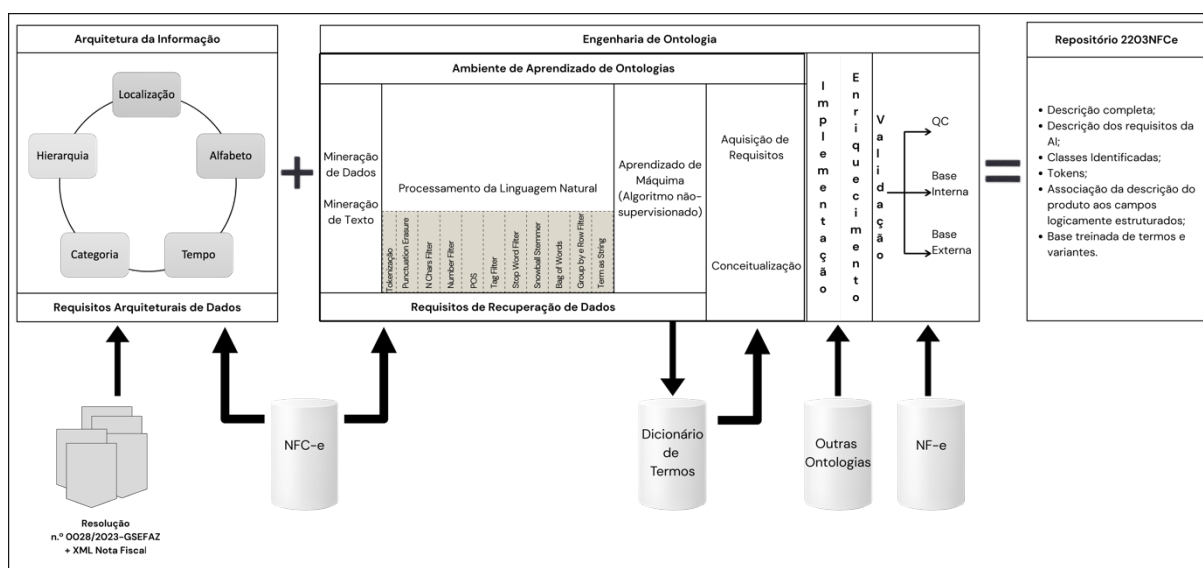 Arquitetura da Informação
Localização
Hierarquia
Alfabeto
Categoria
Tempo
Requisitos Arquiteturais de Dados
+
Engenharia de Ontologia
Ambiente de Aprendizado de Ontologias
Mineração
de Dados
Mineração
de Texto
Processamento da Linguagem Natural
Tokenização
Punctuation Erasure
N Chars Filter
Number Filter
POS
Tag Filter
Stop Word Filter
Snowball Stemmer
Bag of Words
Group by e Row Filter
Term as String
Aprendizado de
Máquina
(Algoritmo não-
supervisionado)
Requisitos de Recuperação de Dados
Aquisição de
Requisitos
Conceitualização
Implementação
Enriquecimento
Validação
QC
Base
Interna
Base
Externa
=
Repositório 2203NFCe
• Descrição completa;
• Descrição dos requisitos da
AI;
• Classes Identificadas;
• Tokens;
• Associação da descrição do
produto aos campos
logicamente estruturados;
• Base treinada de termos e
variantes.
Resolução
n.º 0028/2023-GSEFAZ
+ XML Nota Fiscal
NFC-e
Dicionário
de
Termos
Outras
Ontologias
NF-e